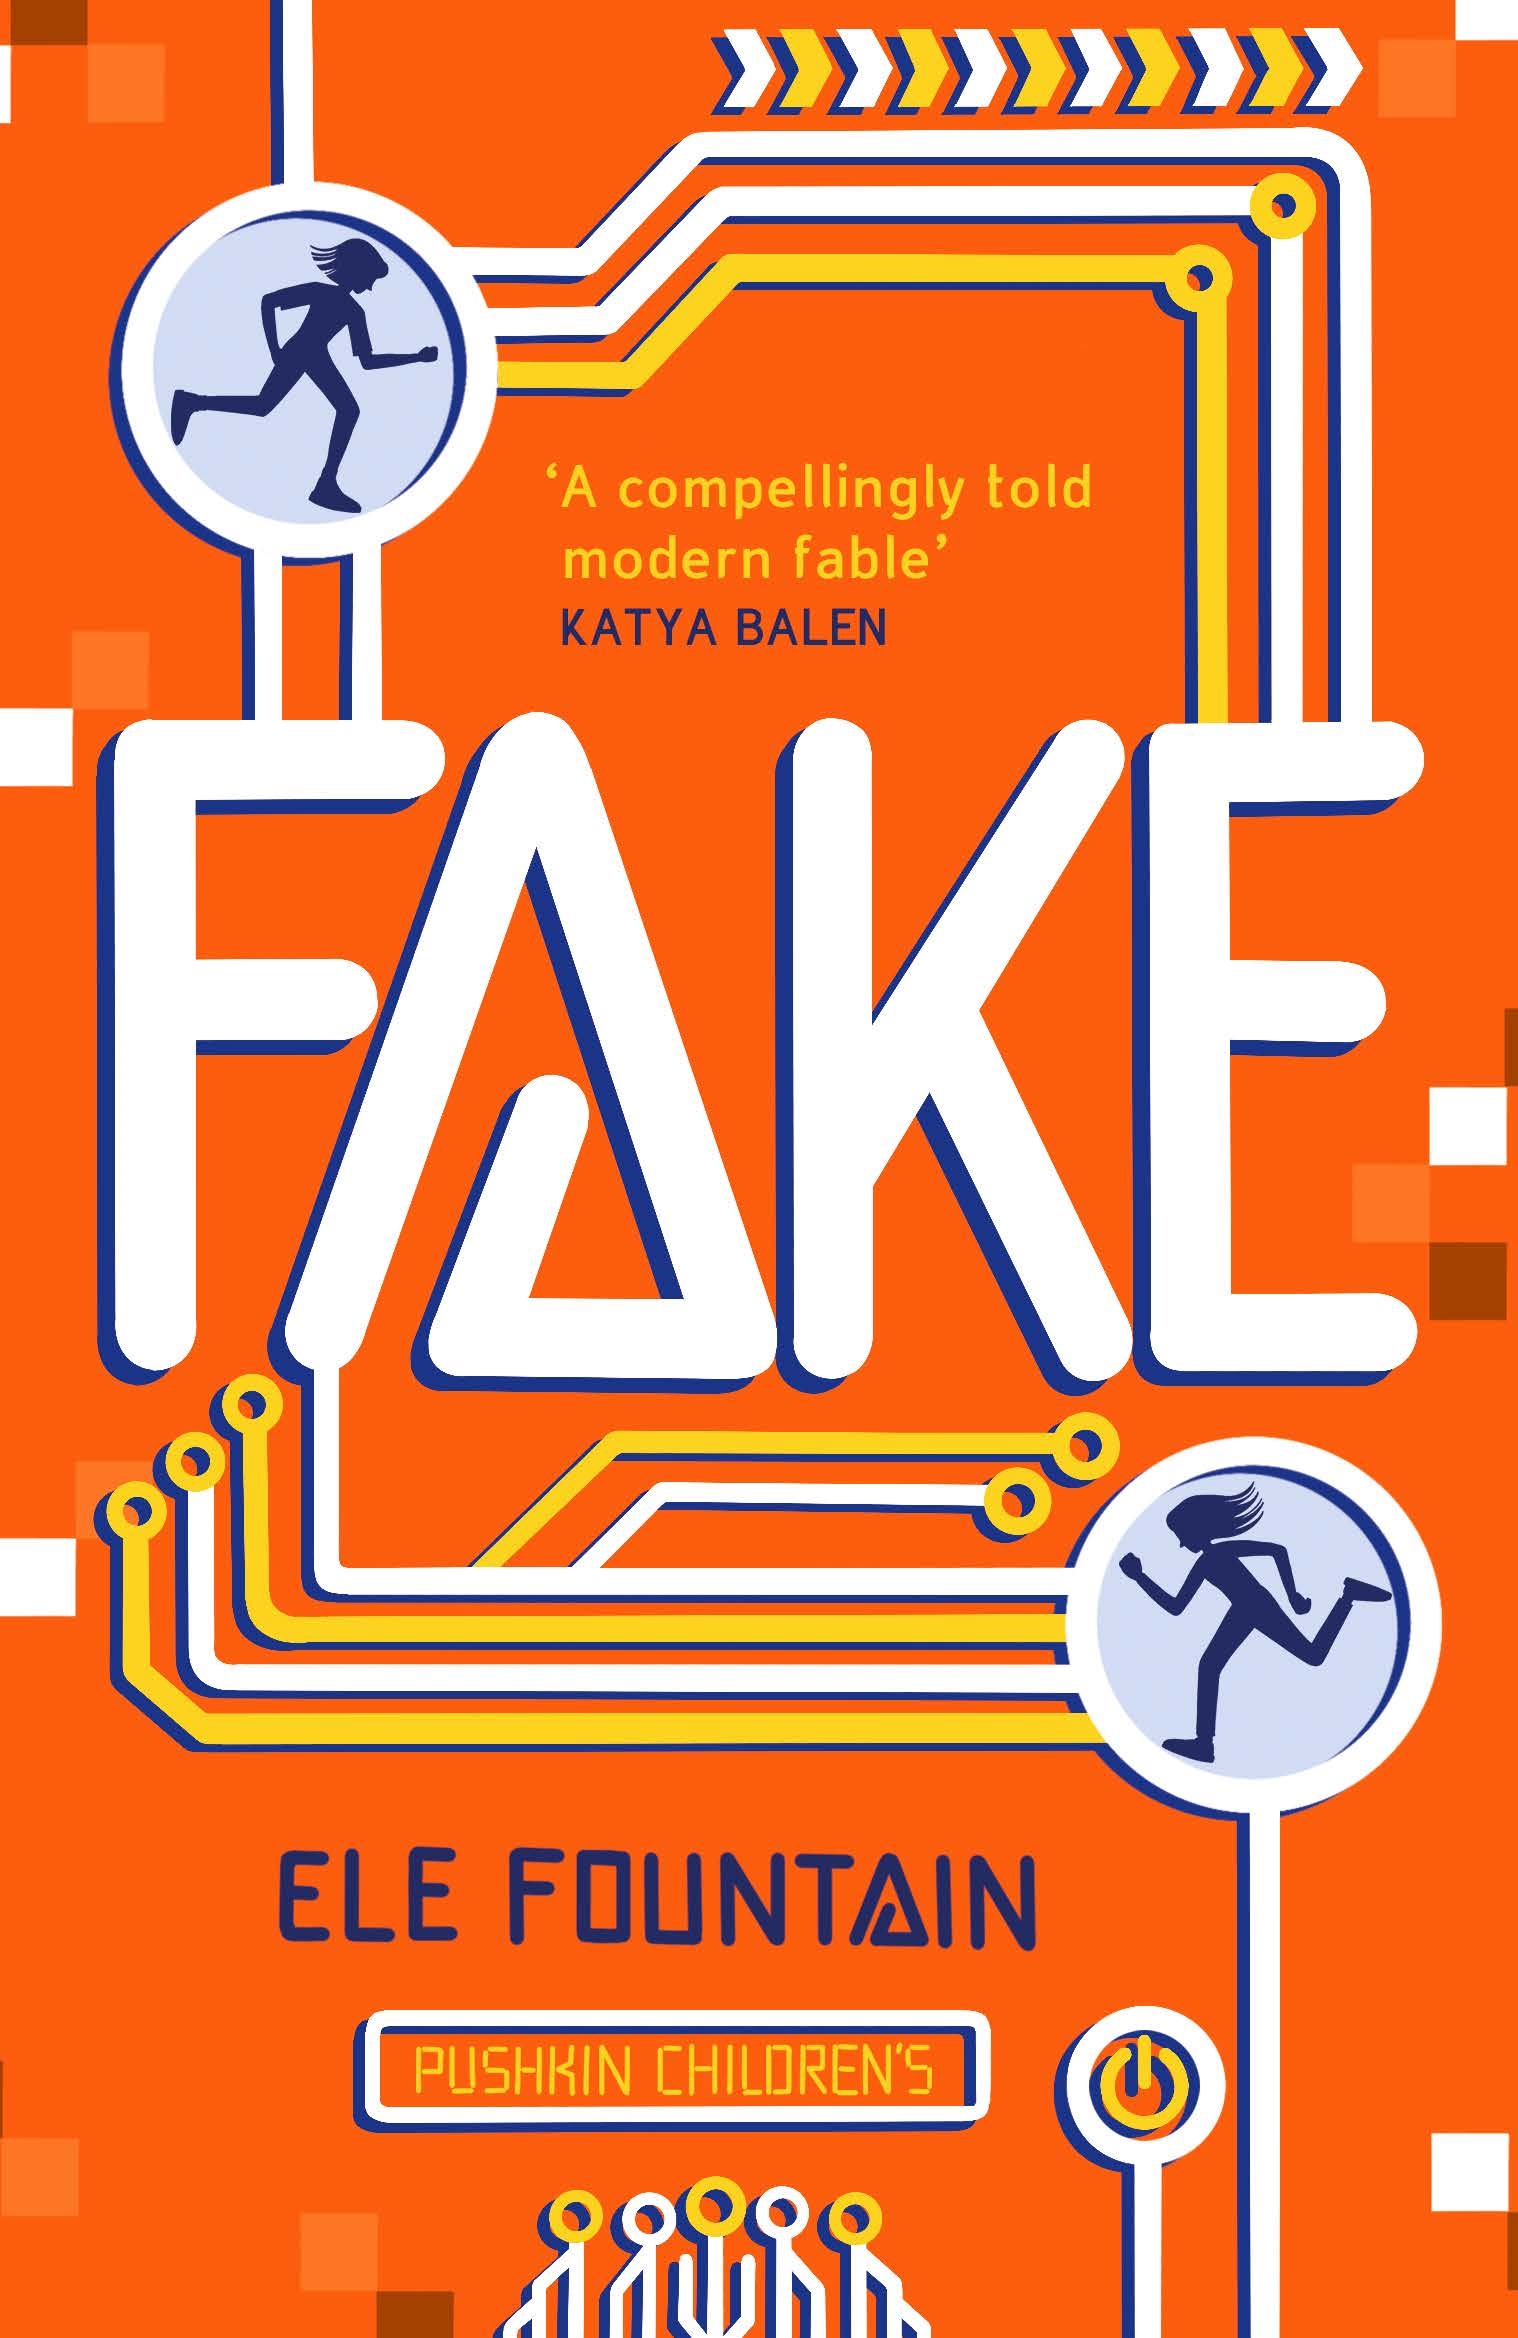 ‘A compellingly told
modern fable’
KATYA BALEN
FAKE
ELE FOUNTAIN
PUSHKIN CHILDREN'S